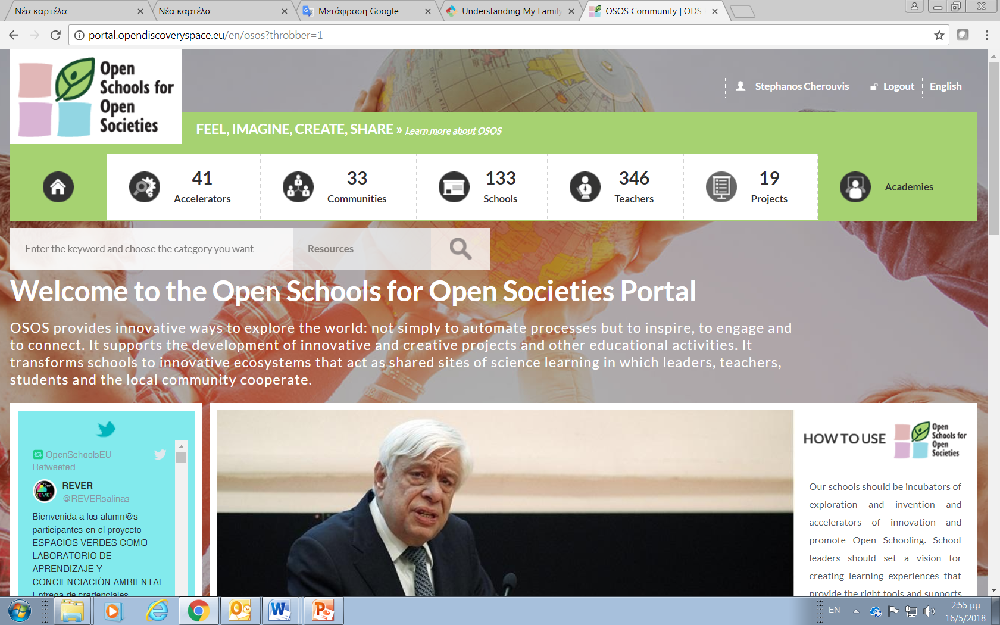 Νέα καρτέλα
Νέα καρτέλα
Μετάφραση Google
Understanding My Family
OSOS Community | ODS
portal.opendiscoveryspace.eu/en/osos?throbber=1
Open
Schools for
Open
Societies
Stephanos Cherouvis
Logout
English
FEEL, IMAGINE, CREATE, SHARE » Learn more about OSOS
41
Accelerators
33
Communities
133
Schools
346
Teachers
19
Projects
Academies
Enter the keyword and choose the category you want
Resources
Welcome to the Open Schools for Open Societies Portal
OSOS provides innovative ways to explore the world: not simply to automate processes but to inspire, to engage and
to connect. It supports the development of innovative and creative projects and other educational activities. It
transforms schools to innovative ecosystems that act as shared sites of science learning in which leaders, teachers,
students and the local community cooperate.
OpenSchoolsEU
Retweeted
REVER
@REVERsalinas
Bienvenida a los alumn@s
participantes en el proyecto
ESPACIOS VERDES COMO
LABORATORIO DE
APRENDIZAJE Y
CONCIENCIACIÓN AMBIENTAL.
Entrega de credenciales
HOW TO USE
Open
Schools for
Open
Societies
Our schools should be incubators of
exploration and invention and
accelerators of innovation and
promote Open Schooling. School
leaders should set a vision for
creating learning experiences that
provide the right tools and supports
EN
2:55 μμ
16/5/2018